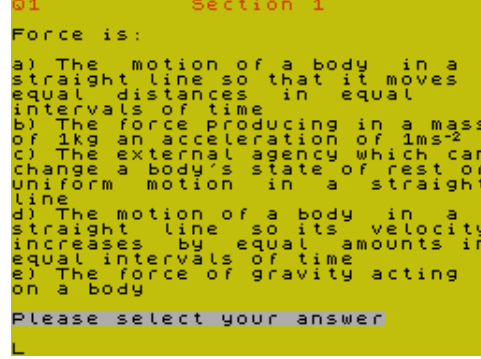 Q1 Section 1
Force is:
a) The motion of a body in a
straight line so that it moves
equal distances in equal
intervals of time
b) The force producing in a mass
of 1kg an acceleration of 1ms⁻²
c) The external agency which can
change a body's state of rest or
uniform motion in a straight
line
d) The motion of a body in a
straight line so its velocity
increases by equal amounts in
equal intervals of time
e) The force of gravity acting
on a body
Please select your answer
L